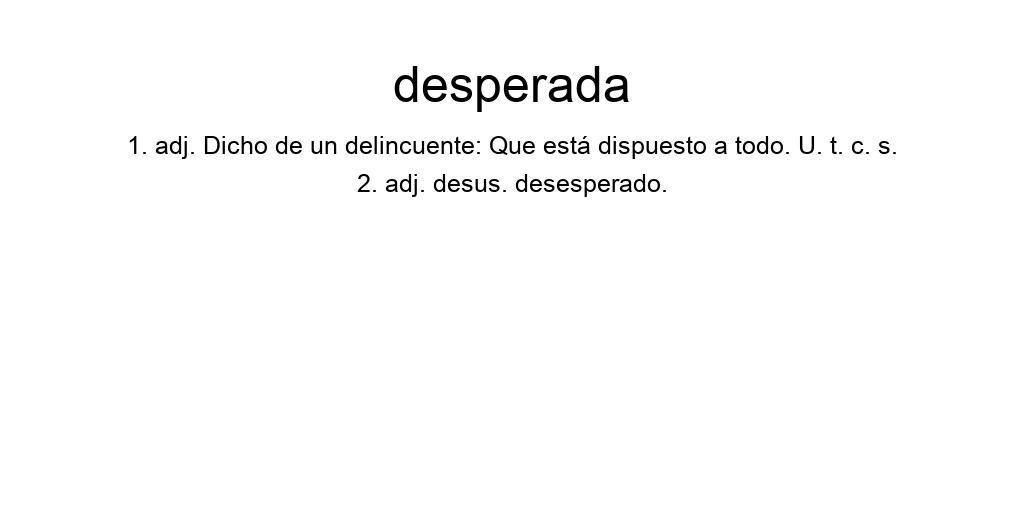 desperada
1. adj. Dicho de un delincuente: Que está dispuesto a todo. U. t. c. s.
2. adj. desus. desesperado.